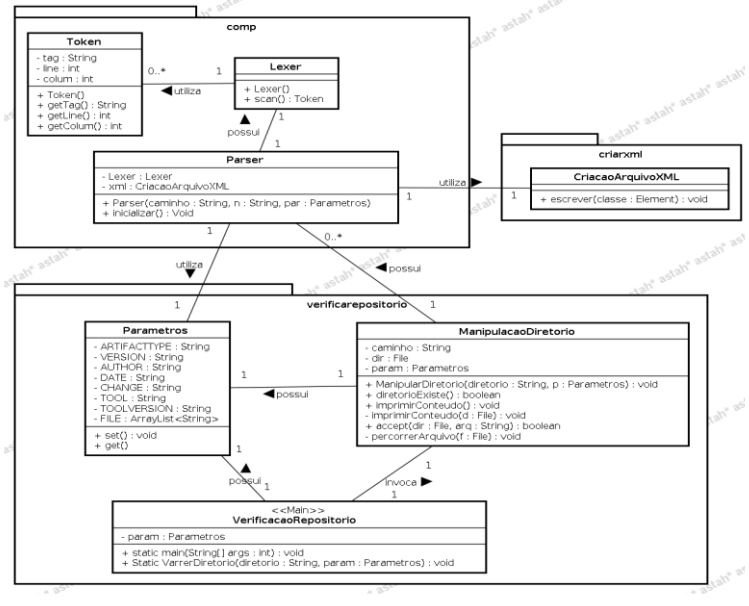 comp
Token
- tag : String
- line : int
- colum : int
+ Token()
+ getTag() : String
+ getLine() : int
+ getColum() : int
0..*
1
utiliza
Lexer
+ Lexer()
+ scan() : Token
1
possui
1
Parser
- Lexer : Lexer
- xml : CriacaoArquivoXML
+ Parser(caminho : String, n : String, par : Parametros)
+ inicializar() : Void
1
utiliza
1
criarxml
CriacaoArquivoXML
+ escrever(classe : Element) : void
1
utiliza
1
0..*
possui
1
verificarepositorio
Parametros
- ARTIFACTTYPE : String
- VERSION : String
- AUTHOR : String
- DATE : String
- CHANGE : String
- TOOL : String
- TOOLVERSION : String
- FILE : ArrayList<String>
+ set() : void
+ get()
1
1
possui
ManipulacaoDiretorio
- caminho : String
- dir : File
- param : Parametros
+ ManipularDiretorio(diretorio : String, p : Parametros) : void
+ diretorioExiste() : boolean
+ imprimirConteudo() : void
- imprimirConteudo(d : File) : void
+ accept(dir : File, arq : String) : boolean
- percorrerArquivo(f : File) : void
1
possui
1
1
invoca
1
<<Main>>
VerificacaoRepositorio
- param : Parametros
+ static main(String[] args : int) : void
+ Static VarrerDiretorio(diretorio : String, param : Parametros) : void
astah* astah* astah* astah*